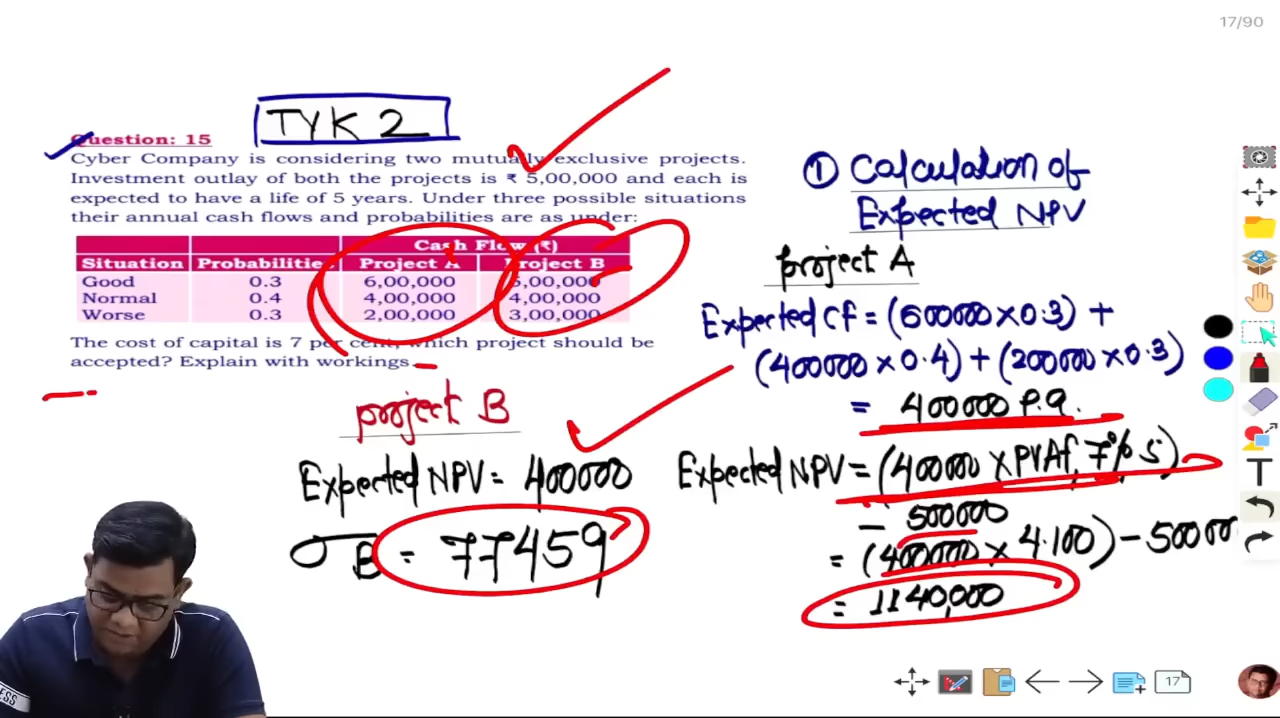 17/90
TYK 2
Question: 15
Cyber Company is considering two mutually exclusive projects.
Investment outlay of both the projects is ₹ 5,00,000 and each is
expected to have a life of 5 years. Under three possible situations
their annual cash flows and probabilities are as under:
Cash Flow (₹)
Situation Probabilities Project A Project B
Good 0.3 6,00,000 5,00,000
Normal 0.4 4,00,000 4,00,000
Worse 0.3 2,00,000 3,00,000
The cost of capital is 7 per cent, which project should be
accepted? Explain with workings.
project B
Expected NPV = 400000
σB = 77459
① Calculation of
Expected NPV
project A
Expected CF = (600000 × 0.3) +
(400000 × 0.4) + (200000 × 0.3)
= 400000 P.a.
Expected NPV = (400000 × PVAf, 7% 5)
- 500000
= (400000 × 4.100) - 500000
= 1140,000
T
17